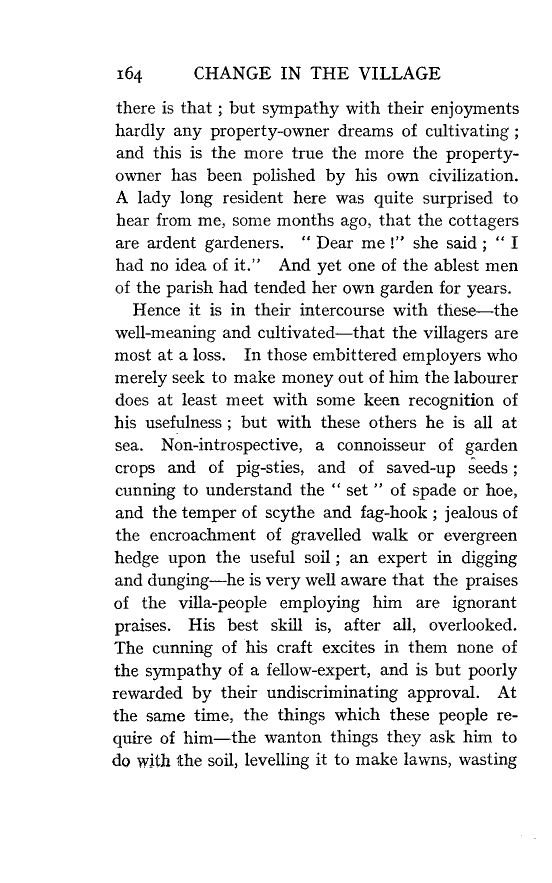 164 CHANGE IN THE VILLAGE
there is that ; but sympathy with their enjoyments
hardly any property-owner dreams of cultivating ;
and this is the more true the more the property-
owner has been polished by his own civilization.
A lady long resident here was quite surprised to
hear from me, some months ago, that the cottagers
are ardent gardeners. “ Dear me !” she said ; “ I
had no idea of it.” And yet one of the ablest men
of the parish had tended her own garden for years.
Hence it is in their intercourse with these—the
well-meaning and cultivated—that the villagers are
most at a loss. In those embittered employers who
merely seek to make money out of him the labourer
does at least meet with some keen recognition of
his usefulness ; but with these others he is all at
sea. Non-introspective, a connoisseur of garden
crops and of pig-sties, and of saved-up seeds ;
cunning to understand the “ set ” of spade or hoe,
and the temper of scythe and fag-hook ; jealous of
the encroachment of gravelled walk or evergreen
hedge upon the useful soil ; an expert in digging
and dunging—he is very well aware that the praises
of the villa-people employing him are ignorant
praises. His best skill is, after all, overlooked.
The cunning of his craft excites in them none of
the sympathy of a fellow-expert, and is but poorly
rewarded by their undiscriminating approval. At
the same time, the things which these people re-
quire of him—the wanton things they ask him to
do with the soil, levelling it to make lawns, wasting